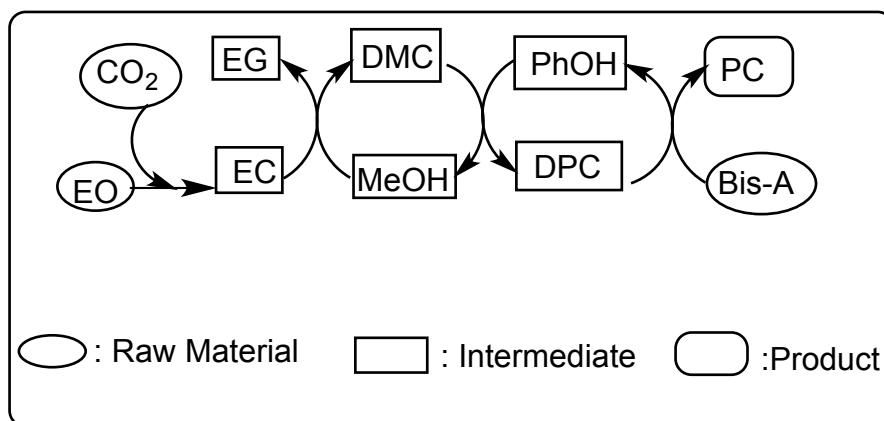 CO2
EG
DMC
PhOH
PC
EO
EC
MeOH
DPC
Bis-A
: Raw Material
: Intermediate
:Product